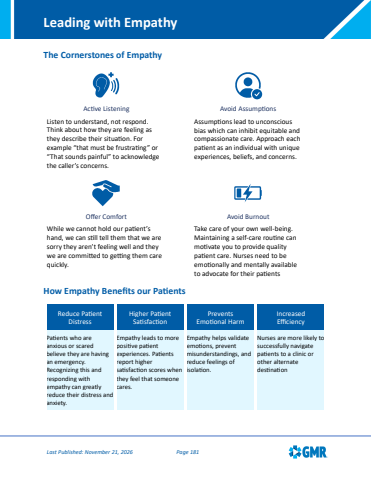 Leading with Empathy
The Cornerstones of Empathy
Active Listening
Listen to understand, not respond.
Think about how they are feeling as
they describe their situation. For
example “that must be frustrating” or
“That sounds painful” to acknowledge
the caller’s concerns.
Avoid Assumptions
Assumptions lead to unconscious
bias which can inhibit equitable and
compassionate care. Approach each
patient as an individual with unique
experiences, beliefs, and concerns.
Offer Comfort
While we cannot hold our patient’s
hand, we can still tell them that we are
sorry they aren’t feeling well and they
we are committed to getting them care
quickly.
Avoid Burnout
Take care of your own well-being.
Maintaining a self-care routine can
motivate you to provide quality
patient care. Nurses need to be
emotionally and mentally available
to advocate for their patients
How Empathy Benefits our Patients
Reduce Patient
Distress
Patients who are
anxious or scared
believe they are having
an emergency.
Recognizing this and
responding with
empathy can greatly
reduce their distress and
anxiety.
Higher Patient
Satisfaction
Empathy leads to more
positive patient
experiences. Patients
report higher
satisfaction scores when
they feel that someone
cares.
Prevents
Emotional Harm
Empathy helps validate
emotions, prevent
misunderstandings, and
reduce feelings of
isolation.
Increased
Efficiency
Nurses are more likely to
successfully navigate
patients to a clinic or
other alternate
destination
Last Published: November 21, 2026
Page 181
GMR